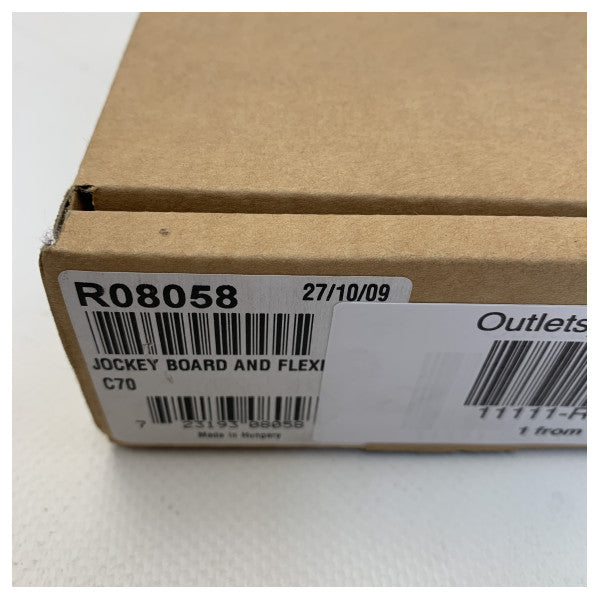 R08058 27/10/09
JOCKEY BOARD AND FLEXI
C70
7 23193 08058
Made in Hungary
Outlets
11111-R
1 from